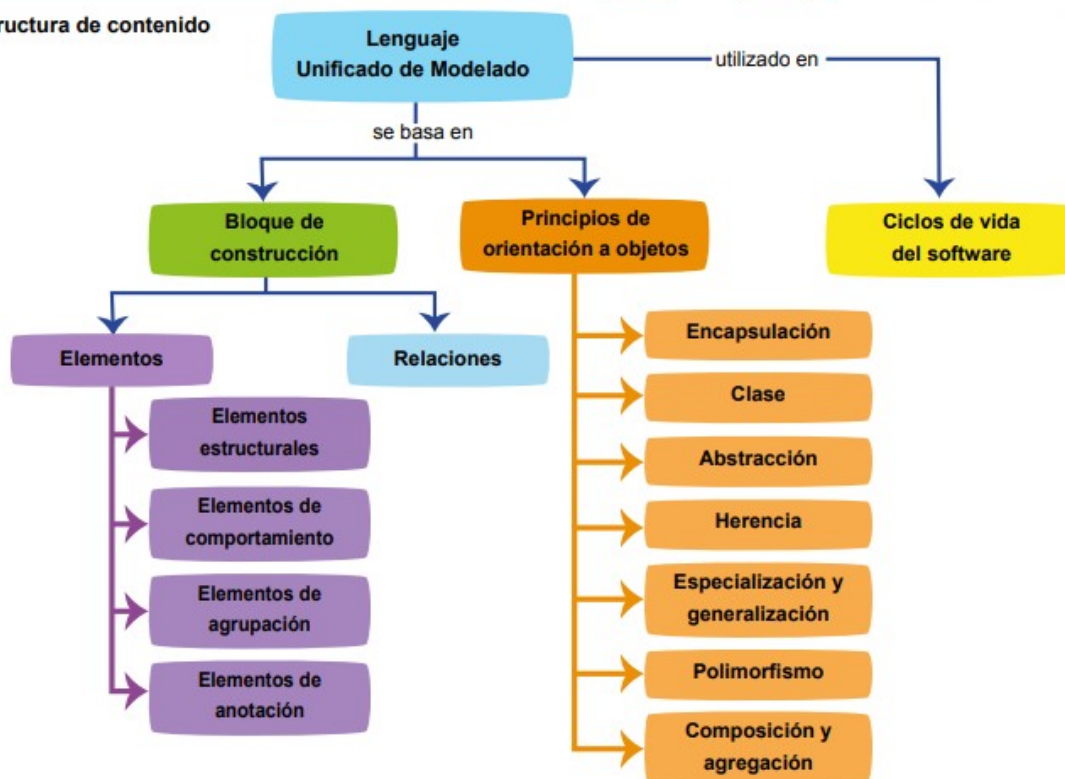 ructura de contenido
Lenguaje
Unificado de Modelado
utilizado en
se basa en
Bloque de
construcción
Principios de
orientación a objetos
Ciclos de vida
del software
Elementos
Relaciones
Elementos
estructurales
Elementos de
comportamiento
Elementos de
agrupación
Elementos de
anotación
Encapsulación
Clase
Abstracción
Herencia
Especialización y
generalización
Polimorfismo
Composición y
agregación